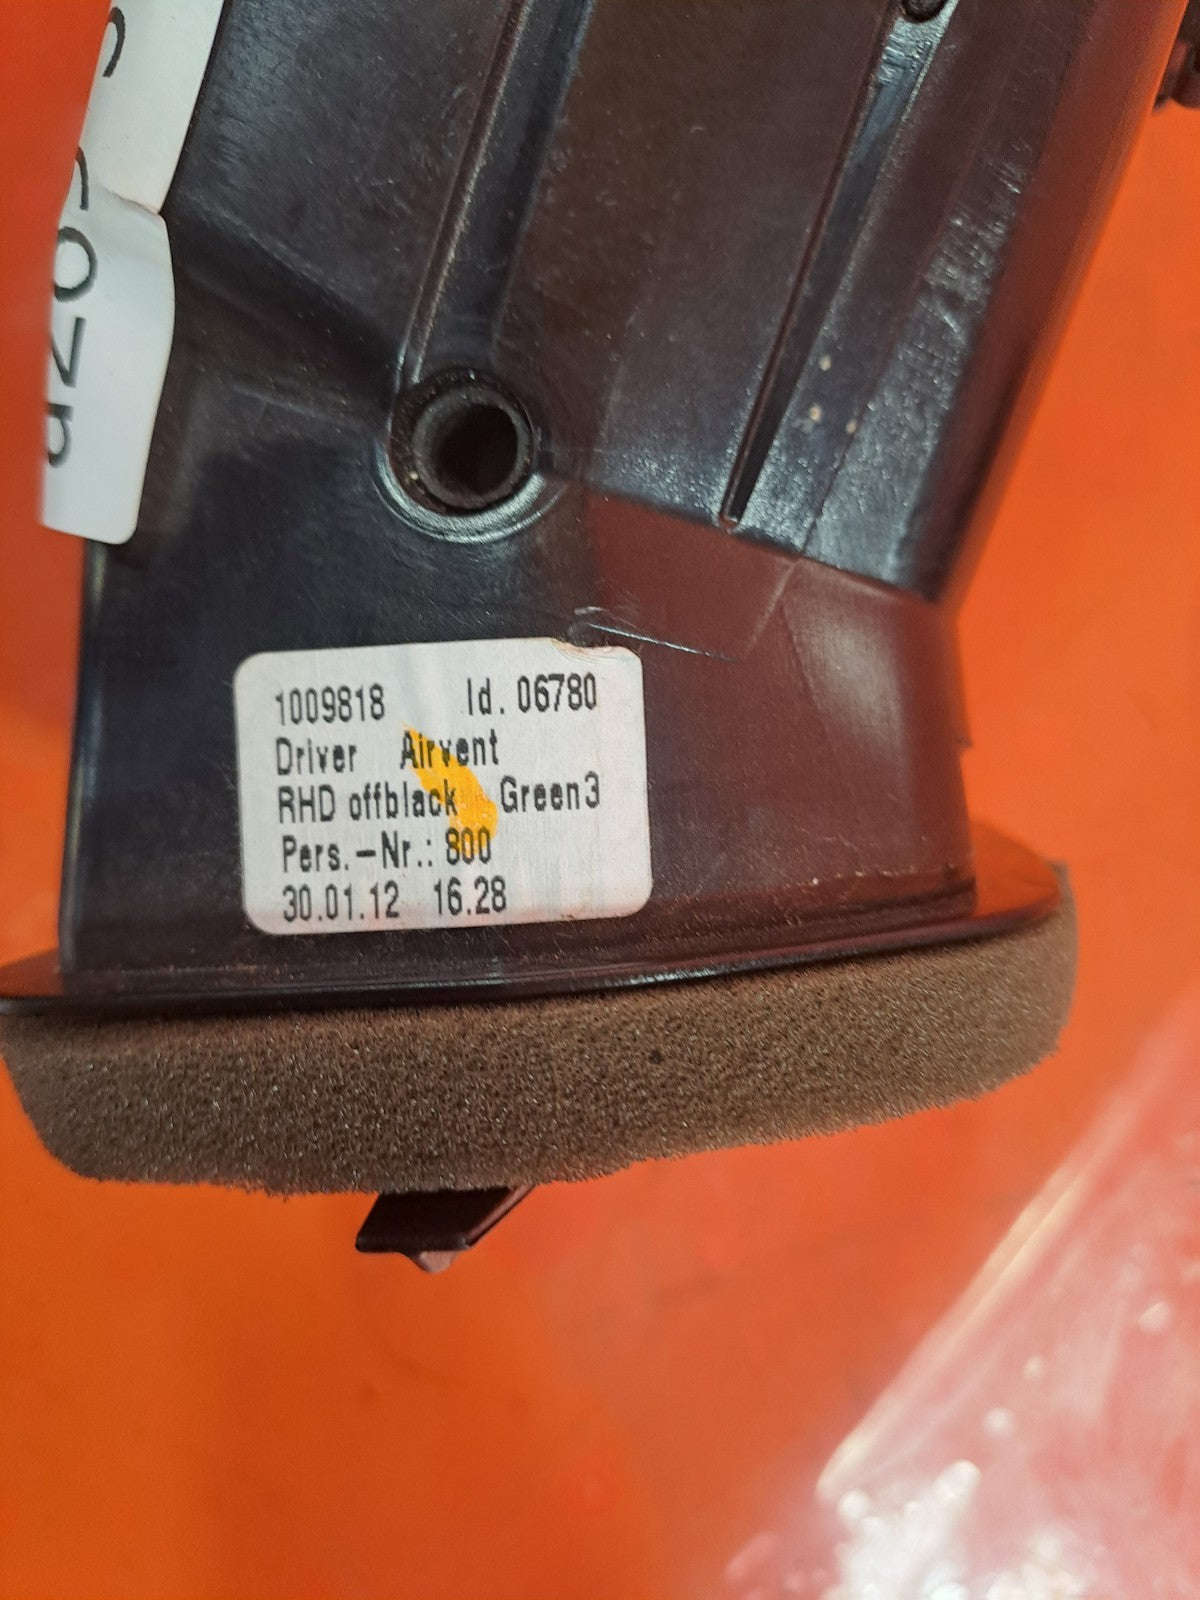 1009818 Id. 06780
Driver Airvent
RHD offblack Green3
Pers.-Nr.: 800
30.01.12 16.28